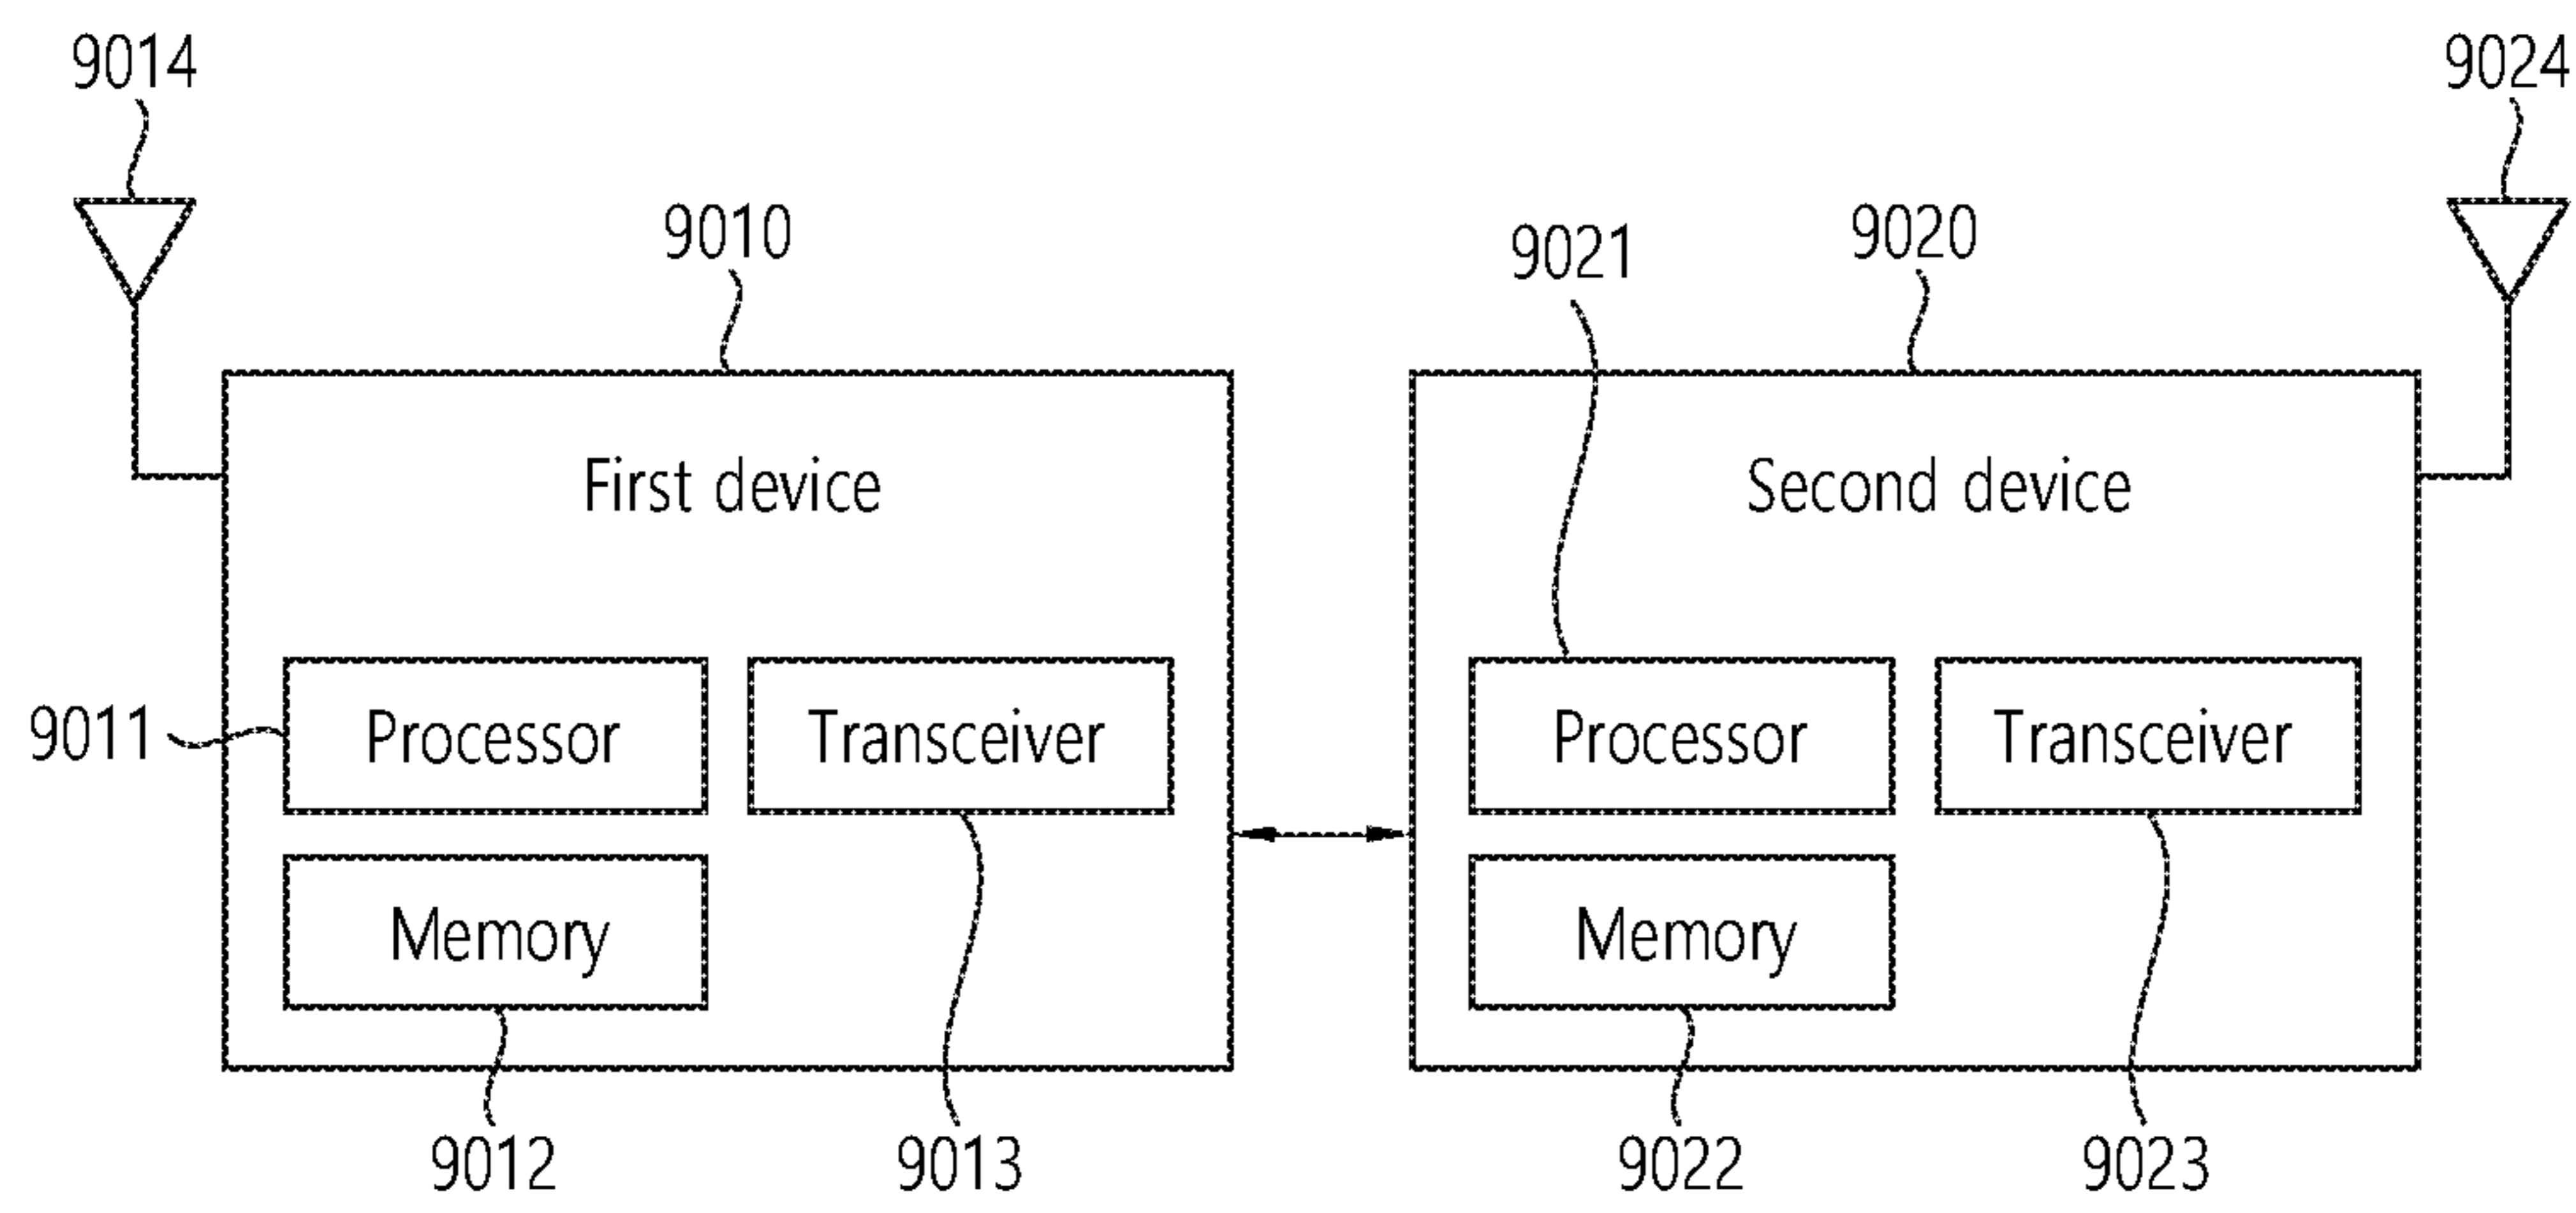 9014
9024
9010
9020
9021
First device
Second device
9011
Processor
Transceiver
Processor
Transceiver
Memory
Memory
9012
9013
9022
9023